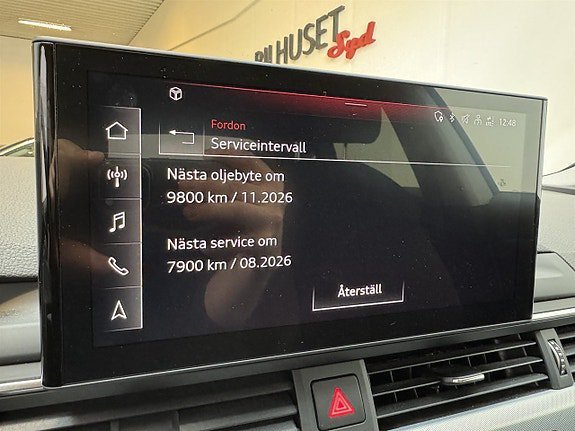 BILHUSET
Syd
12:48
Fordon
Serviceintervall
Nästa oljebyte om
9800 km / 11.2026
Nästa service om
7900 km / 08.2026
Återställ